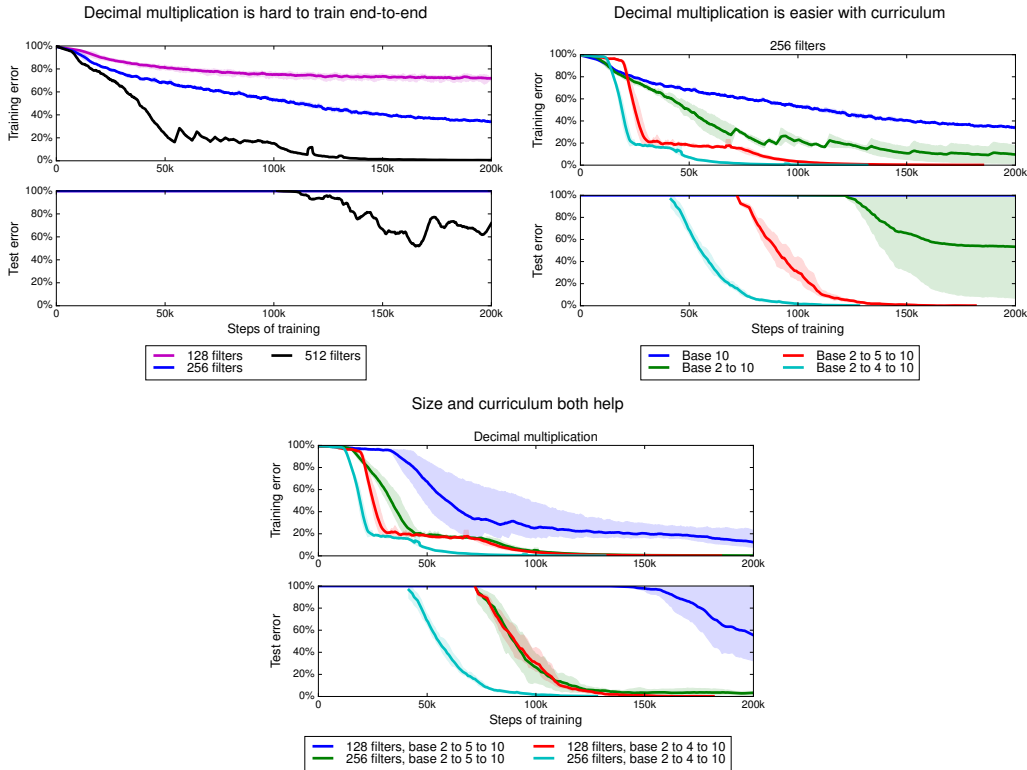 Decimal multiplication is hard to train end-to-end
100%
80%
60%
40%
20%
0%
Training error
50k
100k
150k
200k
100%
80%
60%
40%
20%
0%
Test error
50k
100k
150k
200k
Steps of training
128 filters
256 filters
512 filters
Decimal multiplication is easier with curriculum
256 filters
100%
80%
60%
40%
20%
0%
Training error
0
50k
100k
150k
200k
100%
80%
60%
40%
20%
0%
Test error
50k
100k
150k
200k
Steps of training
Base 10
Base 2 to 10
Base 2 to 5 to 10
Base 2 to 4 to 10
Size and curriculum both help
Decimal multiplication
100%
80%
60%
40%
20%
0%
Training error
0
50k
100k
150k
200k
100%
80%
60%
40%
20%
0%
Test error
50k
100k
150k
200k
Steps of training
128 filters, base 2 to 5 to 10
256 filters, base 2 to 5 to 10
128 filters, base 2 to 4 to 10
256 filters, base 2 to 4 to 10